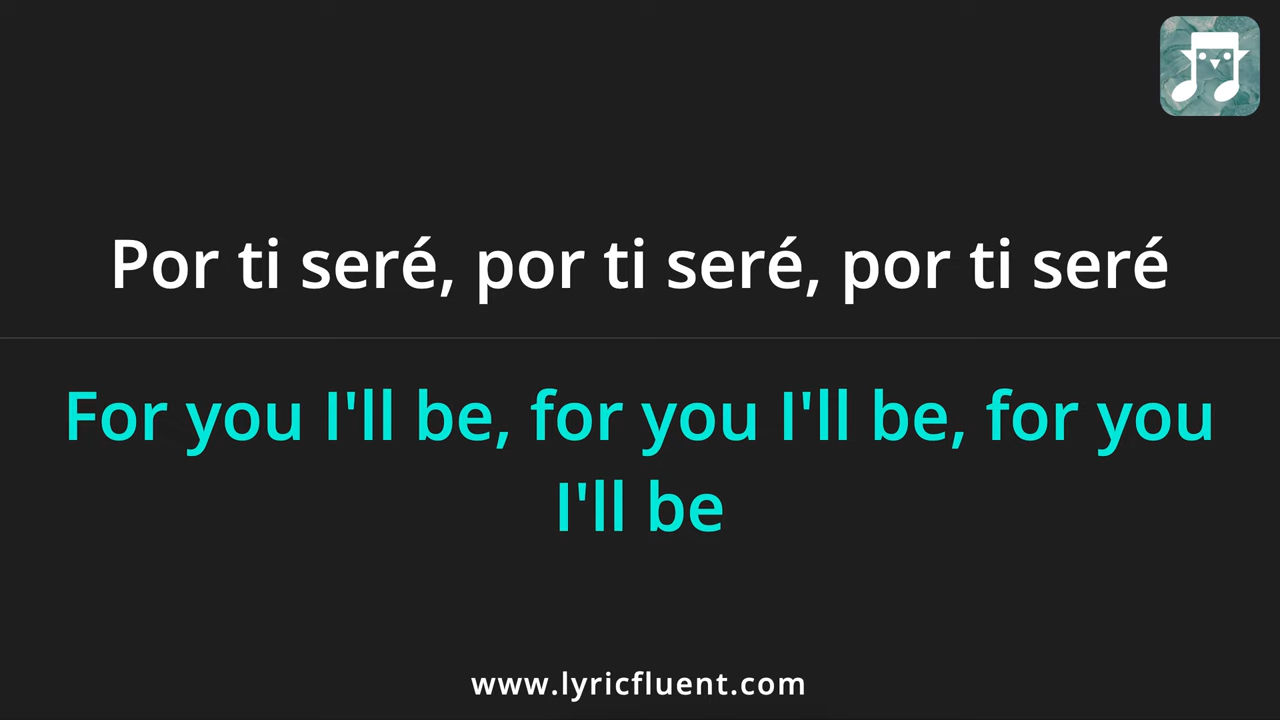 Por ti seré, por ti seré, por ti seré
For you I'll be, for you I'll be, for you
I'll be
www.lyricfluent.com